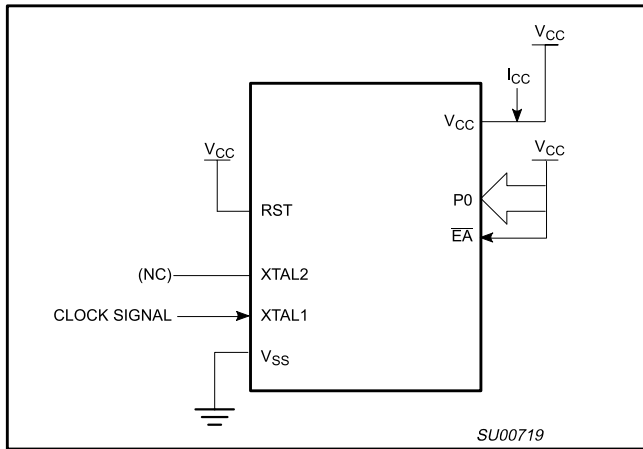 VCC
ICC
VCC
VCC
VCC
RST
P0
EA
(NC)
XTAL2
CLOCK SIGNAL
XTAL1
VSS
SU00719